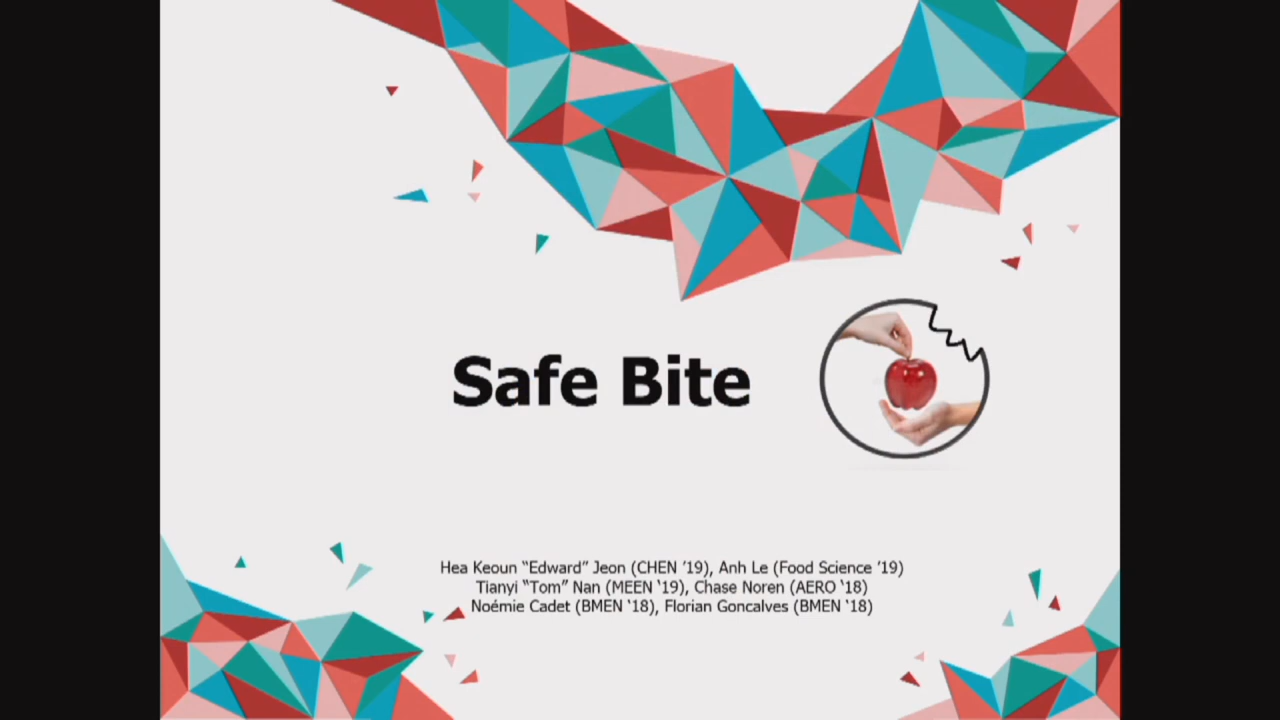 Safe Bite
Hea Keoun “Edward” Jeon (CHEN ’19), Anh Le (Food Science ’19)
Tianyi “Tom” Nan (MEEN ‘19), Chase Noren (AERO ‘18)
Noémie Cadet (BMEN ‘18), Florian Goncalves (BMEN ‘18)